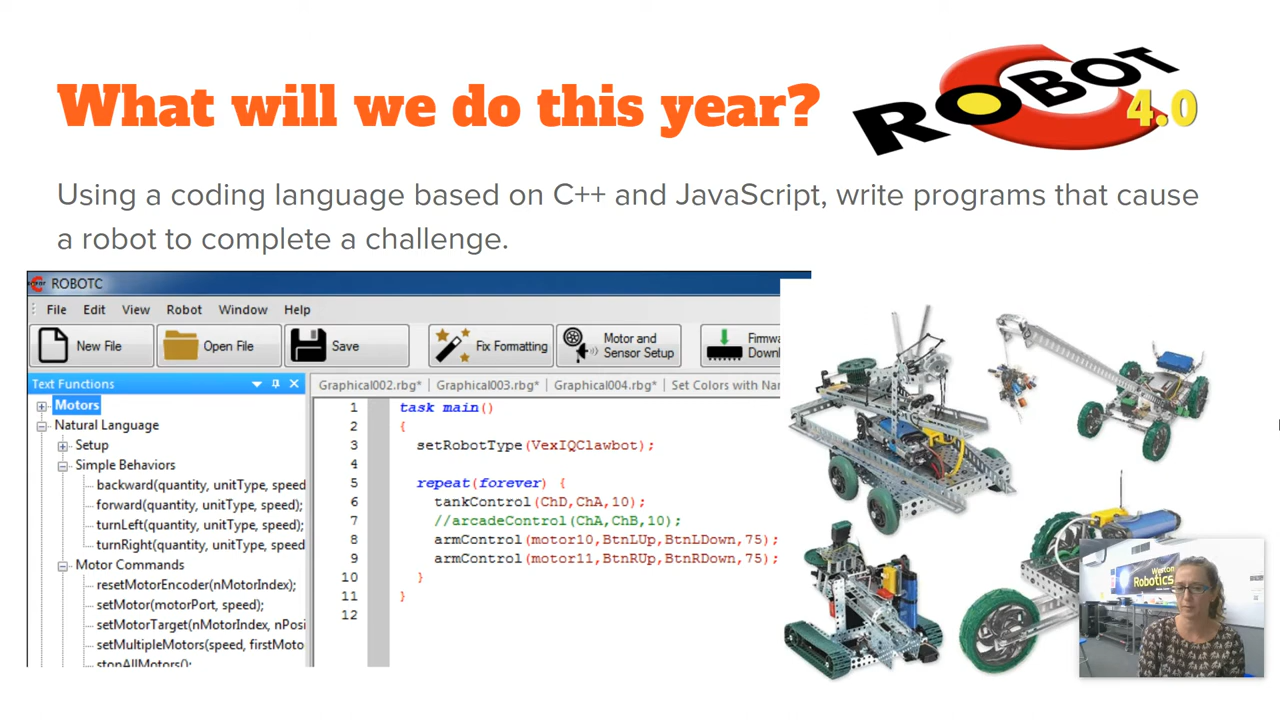 What will we do this year?
ROBOT
4.0
Using a coding language based on C++ and JavaScript, write programs that cause
a robot to complete a challenge.
ROBOTC
File Edit View Robot Window Help
New File Open File Save Fix Formatting Motor and Sensor Setup
Text Functions
Graphical002.rbg* Graphical003.rbg* Graphical004.rbg* Set Colors with
Motors
Natural Language
Setup
Simple Behaviors
backward(quantity, unitType, speed
forward(quantity, unitType, speed);
turnLeft(quantity, unitType, speed);
turnRight(quantity, unitType, speed
Motor Commands
resetMotorEncoder(nMotorIndex);
setMotor(motorPort, speed);
setMotorTarget(nMotorIndex, nPosi
setMultipleMotors(speed, firstMoto
stopAllMotors();
1 task main()
2 {
3 setRobotType(VexIQClawbot);
4
5 repeat(forever) {
6 tankControl(ChD,ChA,10);
7 //arcadeControl(ChA,ChB,10);
8 armControl(motor10,BtnLUp,BtnLDown,75);
9 armControl(motor11,BtnRUp,BtnRDown,75);
10 }
11 }
12
Robotics